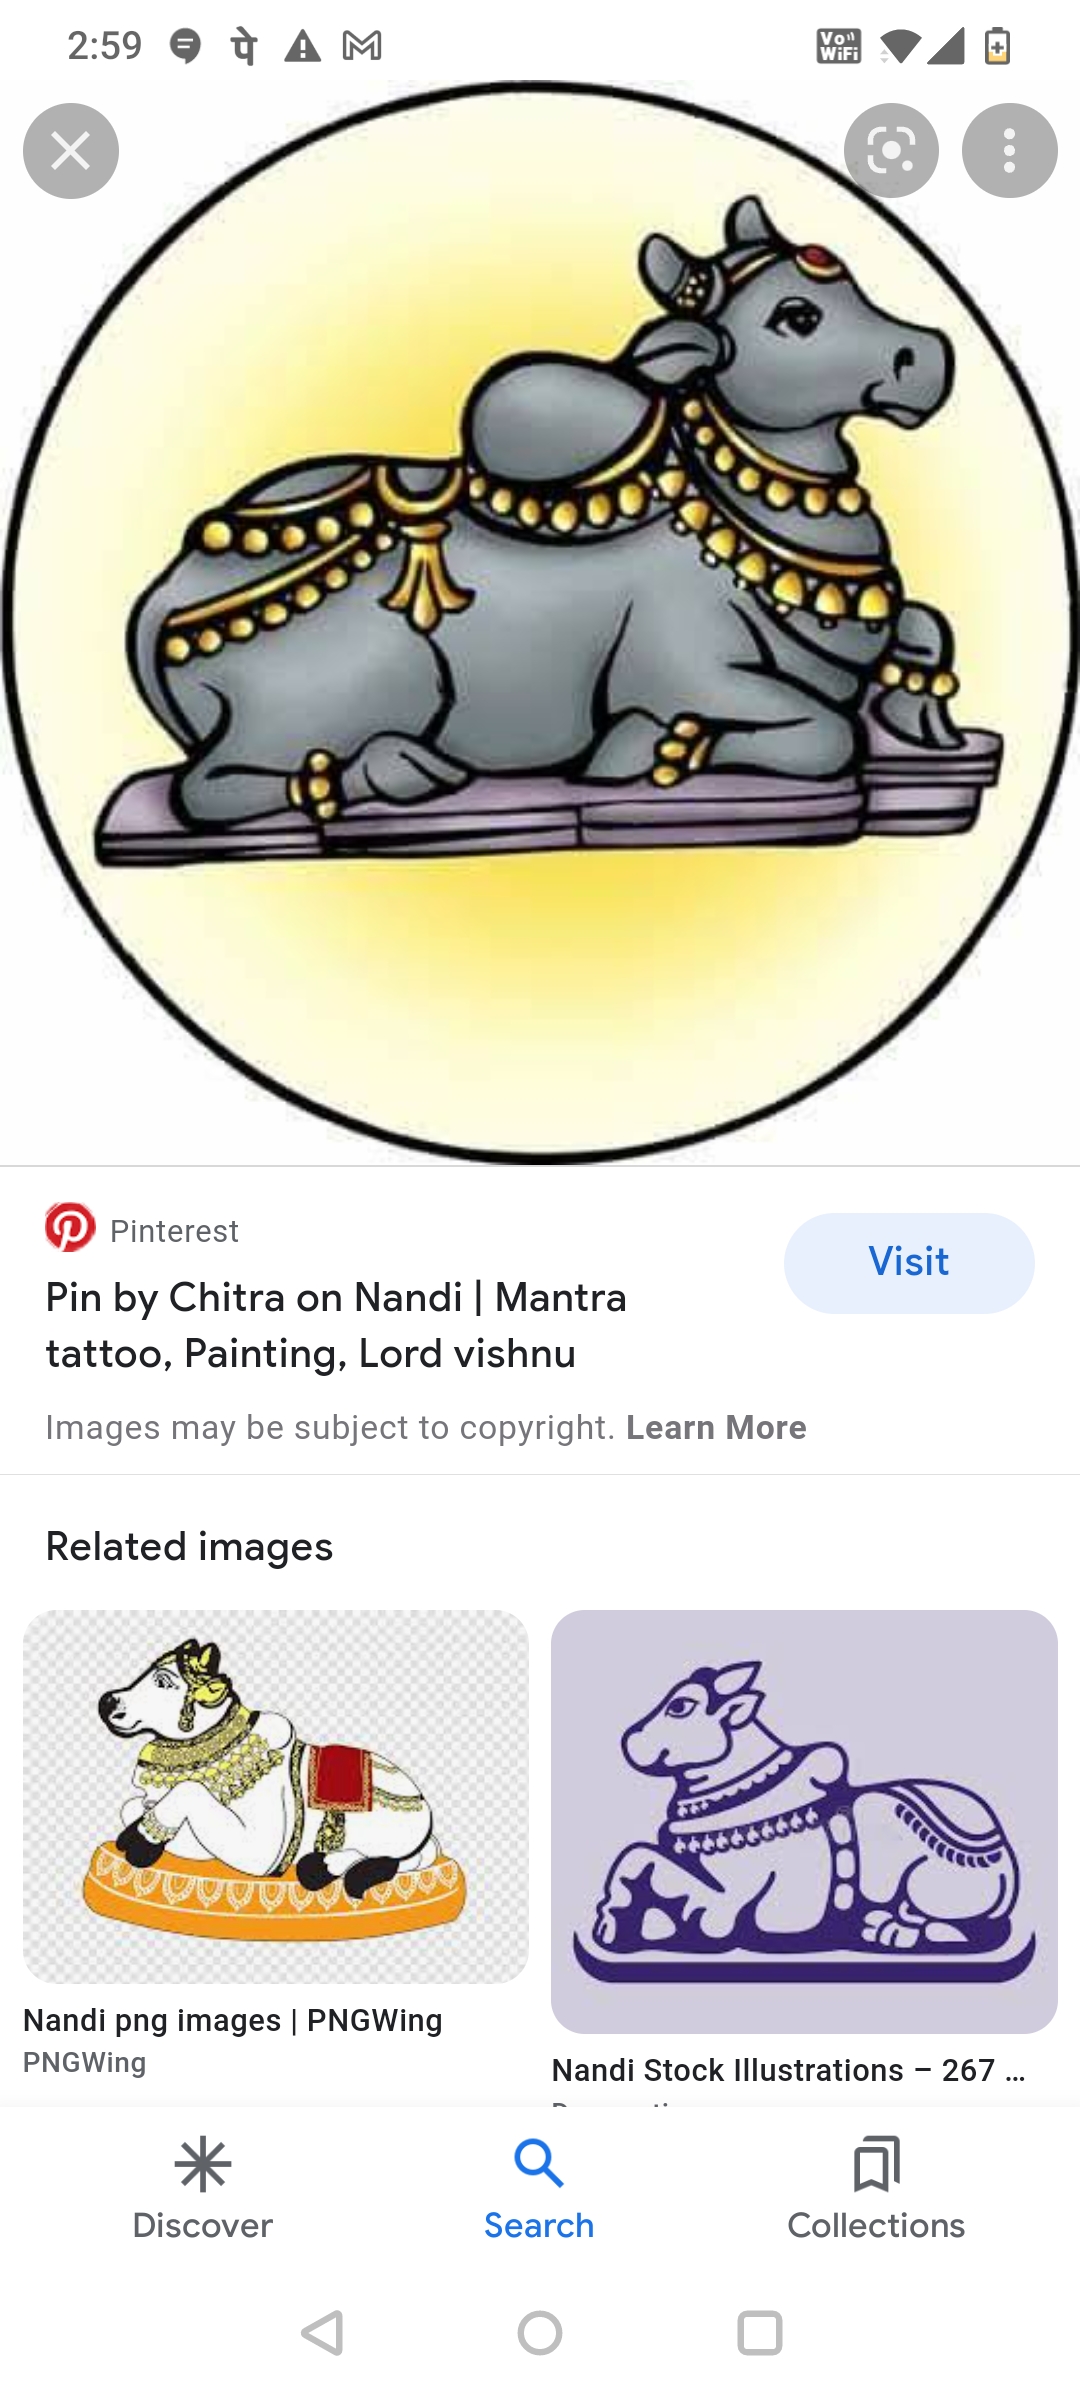 2:59 पे Vo WiFi
Pinterest
Visit
Pin by Chitra on Nandi | Mantra
tattoo, Painting, Lord vishnu
Images may be subject to copyright. Learn More
Related images
Nandi png images | PNGWing
PNGWing
Nandi Stock Illustrations – 267 ...
Discover
Search
Collections